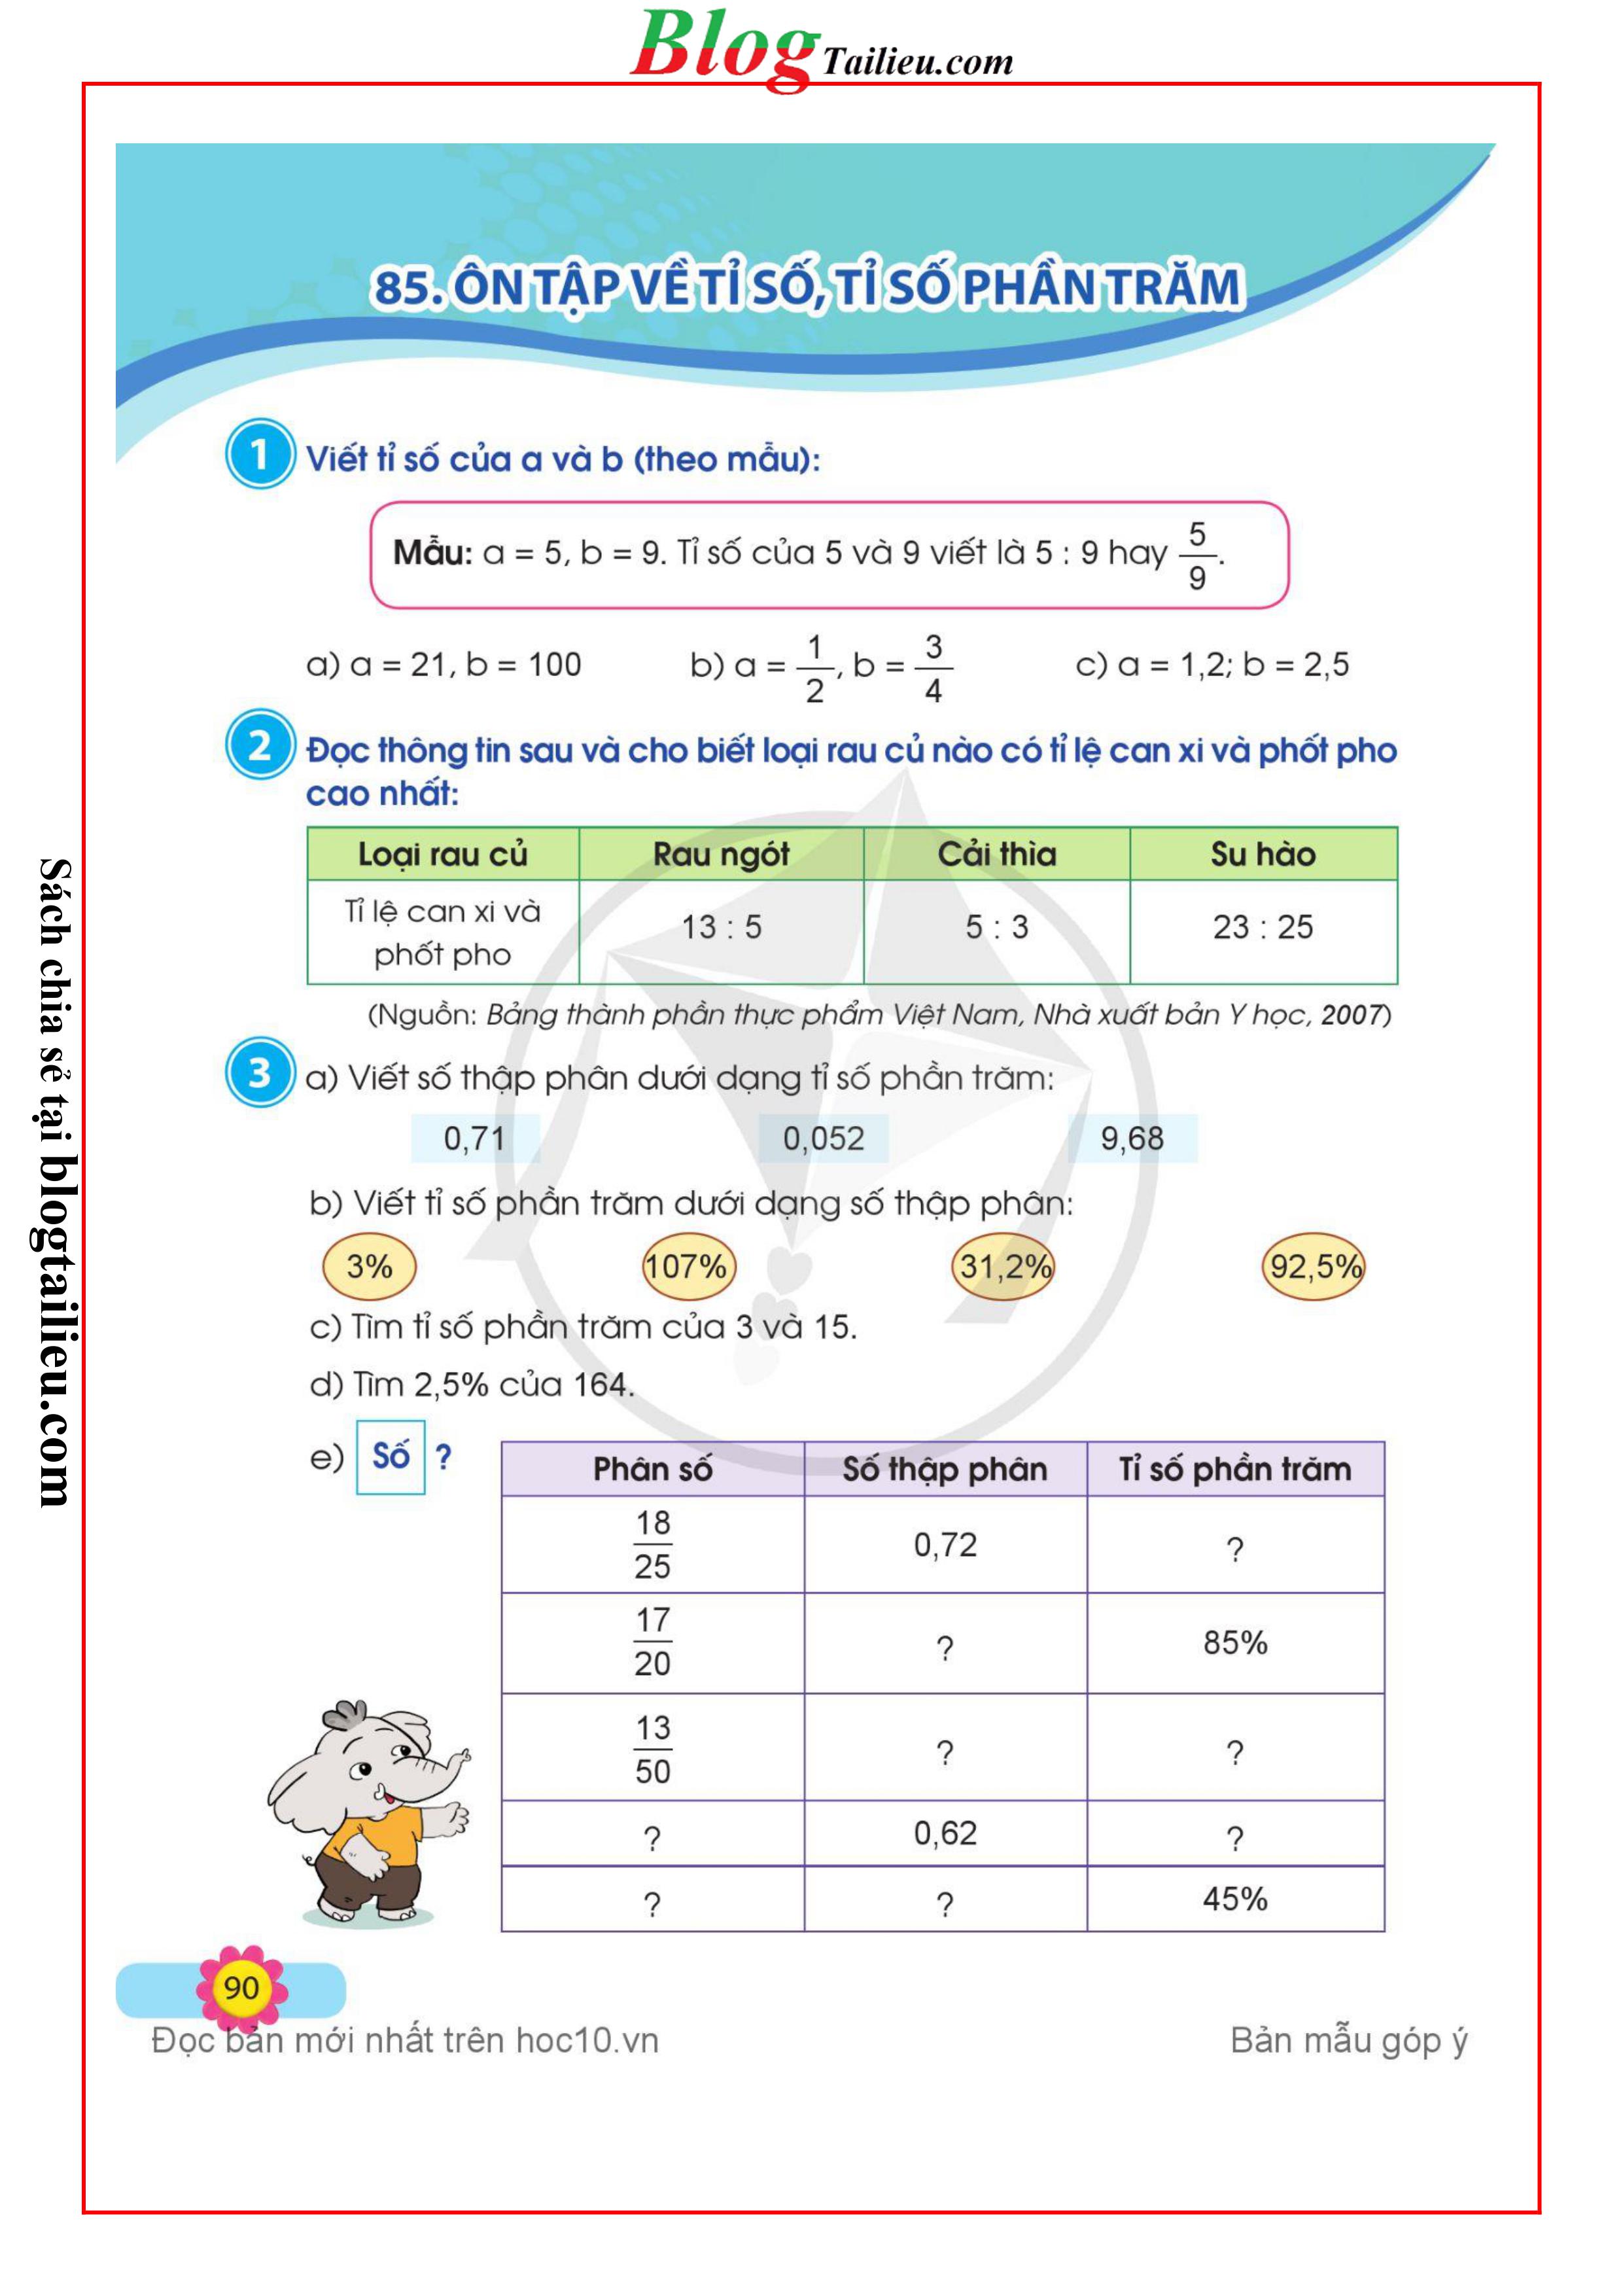 Blog Tailieu.com
85. ÔN TẬP VỀ TỈ SỐ, TỈ SỐ PHẦN TRĂM
1 Viết tỉ số của a và b (theo mẫu):
Mẫu: a = 5, b = 9. Tỉ số của 5 và 9 viết là 5 : 9 hay 5/9.
a) a = 21, b = 100 b) a = 1/2, b = 3/4 c) a = 1,2; b = 2,5
2 Đọc thông tin sau và cho biết loại rau củ nào có tỉ lệ can xi và phốt pho
cao nhất:
Loại rau củ Rau ngót Cải thìa Su hào
Tỉ lệ can xi và
phốt pho 13 : 5 5 : 3 23 : 25
(Nguồn: Bảng thành phần thực phẩm Việt Nam, Nhà xuất bản Y học, 2007)
3 a) Viết số thập phân dưới dạng tỉ số phần trăm:
0,71 0,052 9,68
b) Viết tỉ số phần trăm dưới dạng số thập phân:
3% 107% 31,2% 92,5%
c) Tìm tỉ số phần trăm của 3 và 15.
d) Tìm 2,5% của 164.
e) Số ?
Phân số Số thập phân Tỉ số phần trăm
18/25 0,72 ?
17/20 ? 85%
13/50 ? ?
? 0,62 ?
? ? 45%
90
Đọc bản mới nhất trên hoc10.vn Bản mẫu góp ý
Sách chia sẻ tại blogtailieu.com